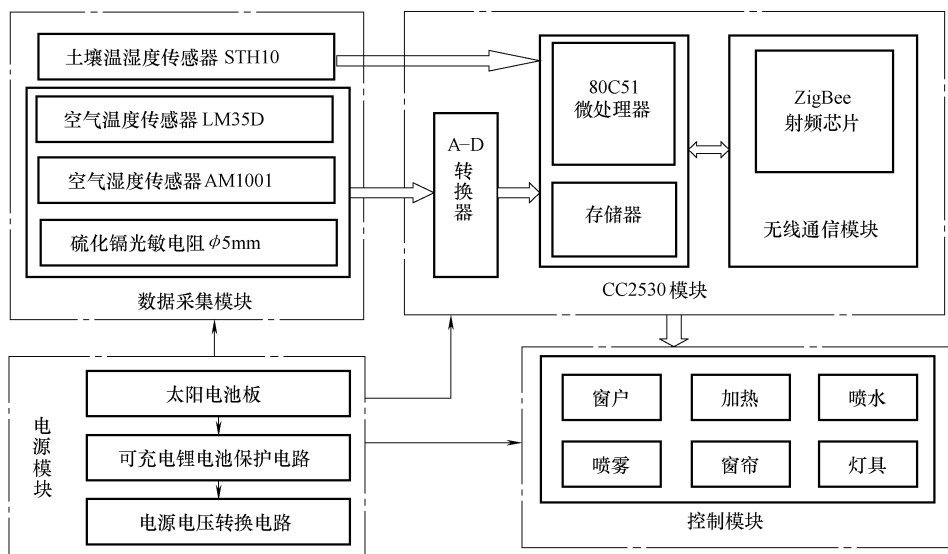 土壤温湿度传感器 STH10
空气温度传感器 LM35D
空气湿度传感器 AM1001
硫化镉光敏电阻 ϕ5mm
数据采集模块
A-D
转
换
器
80C51
微处理器
存储器
ZigBee
射频芯片
无线通信模块
CC2530 模块
电
源
模
块
太阳电池板
可充电锂电池保护电路
电源电压转换电路
窗户
加热
喷水
喷雾
窗帘
灯具
控制模块